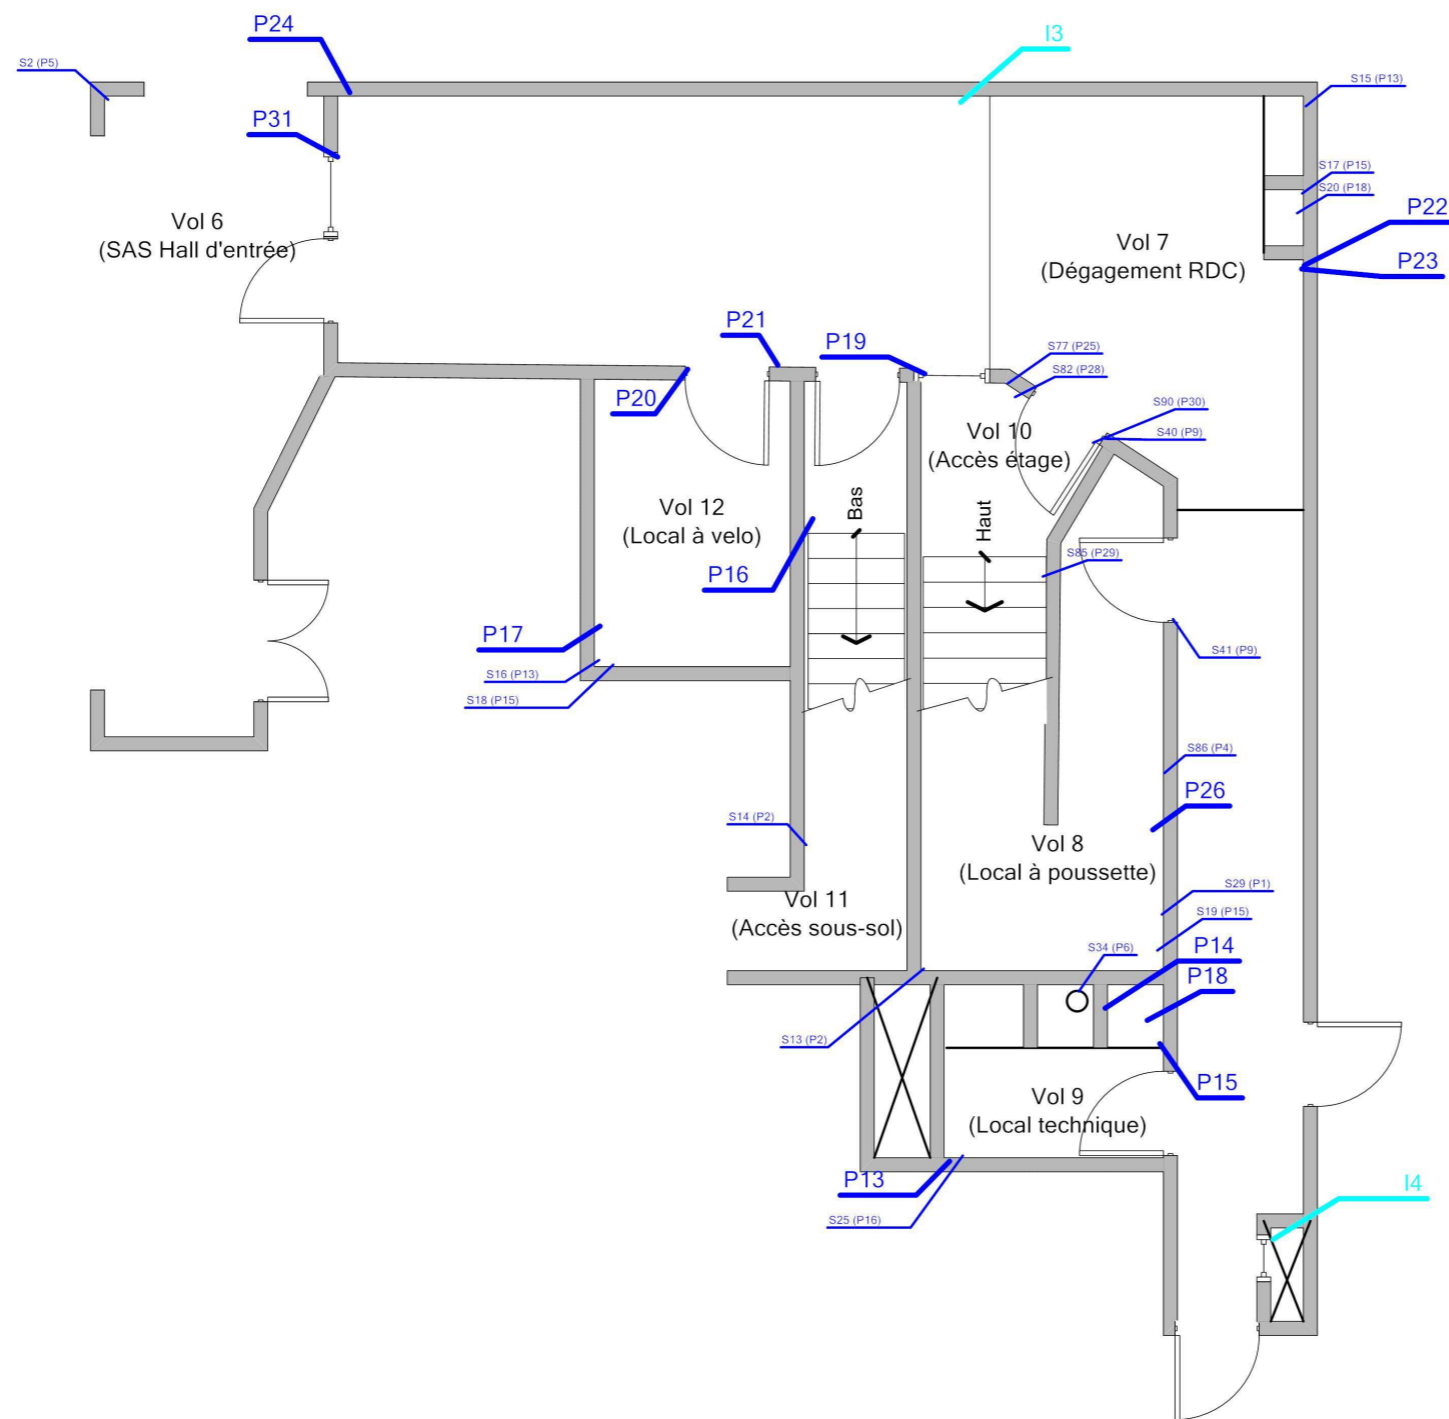 P24
I3
S2 (P5)
S15 (P13)
P31
S17 (P15)
S20 (P18)
P22
Vol 6
(SAS Hall d'entrée)
Vol 7
(Dégagement RDC)
P23
P21
P19
S77 (P25)
S82 (P28)
P20
S90 (P30)
S40 (P9)
Vol 10
(Accès étage)
Vol 12
(Local à velo)
Bas
Haut
P16
S85 (P29)
P17
S41 (P9)
S16 (P13)
S18 (P15)
S86 (P4)
P26
S14 (P2)
Vol 8
(Local à poussette)
S29 (P1)
Vol 11
(Accès sous-sol)
S19 (P15)
S34 (P6)
P14
P18
S13 (P2)
P15
Vol 9
(Local technique)
P13
I4
S25 (P16)